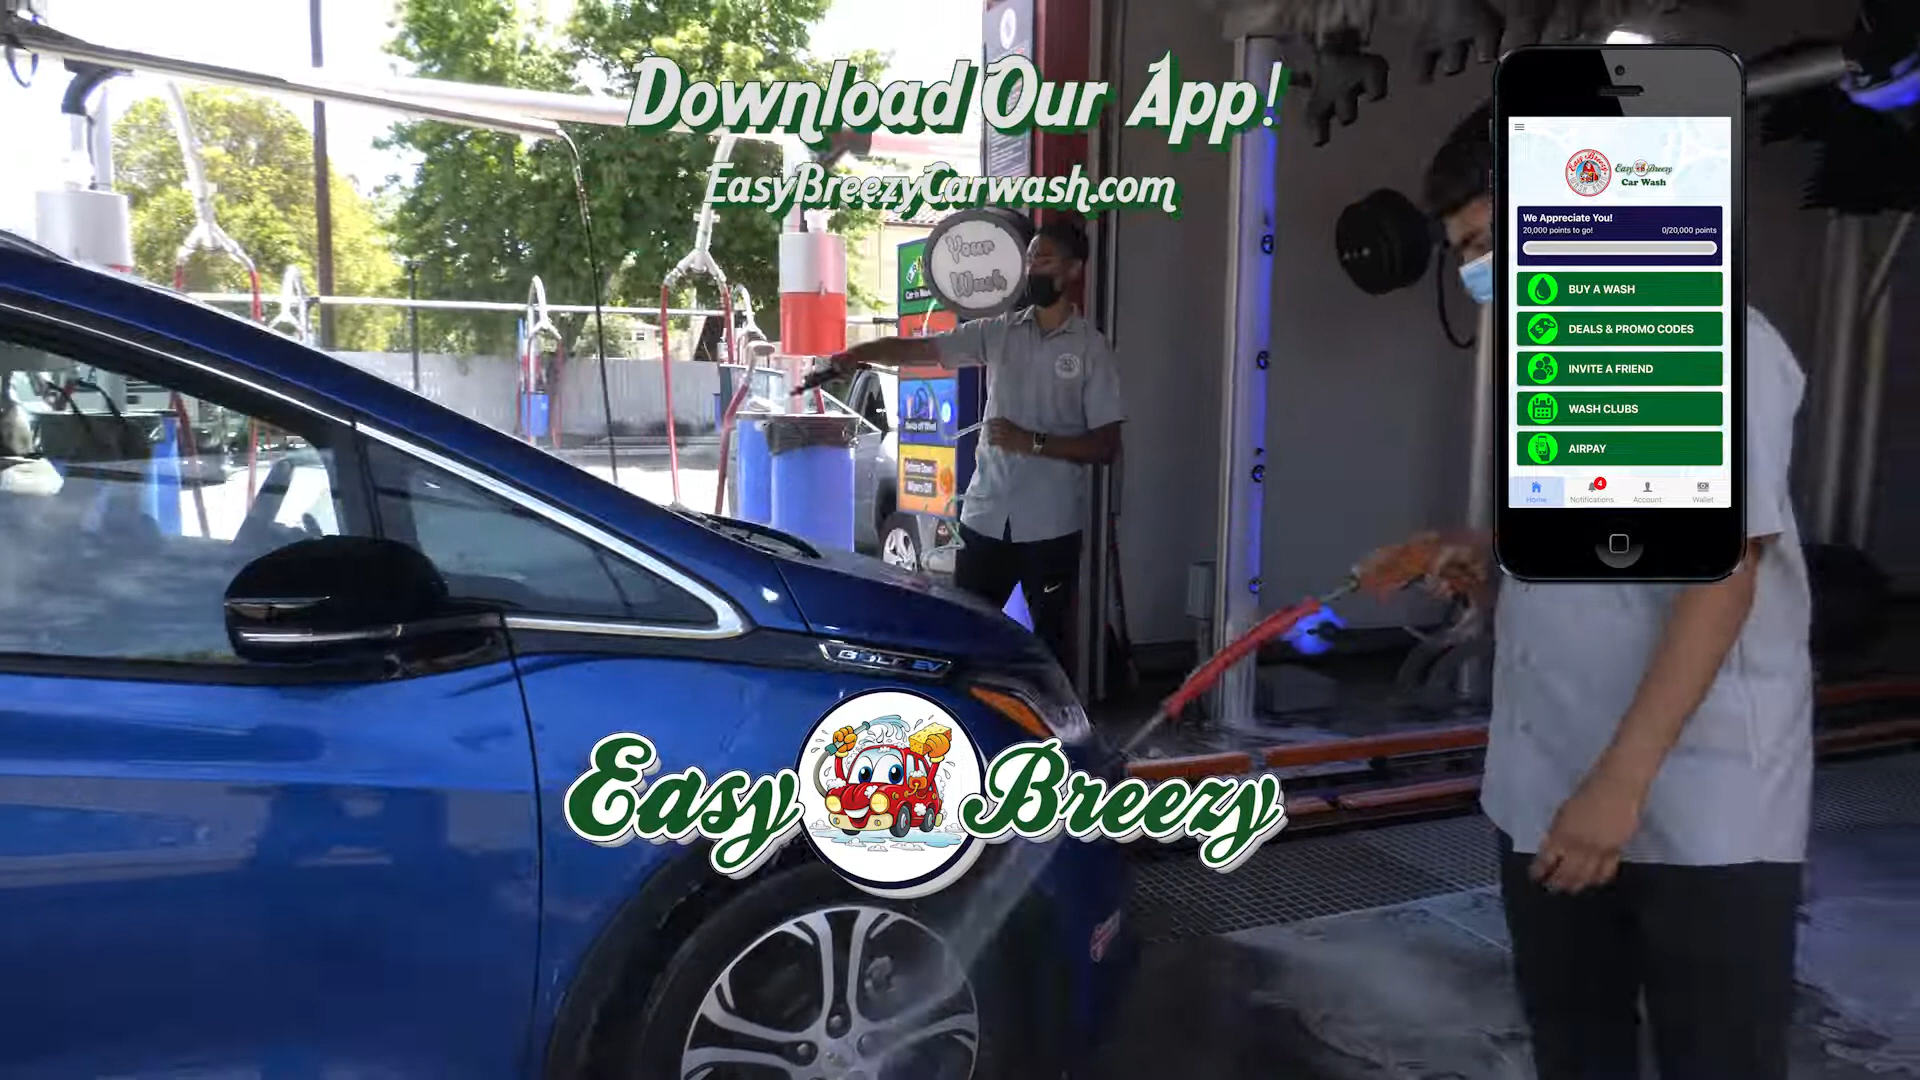 Download Our App!
EasyBreezyCarwash.com
Your
Wash
Easy Breezy
Car Wash
We Appreciate You!
20,000 points to go!
0/20,000 points
BUY A WASH
DEALS & PROMO CODES
INVITE A FRIEND
WASH CLUBS
AIRPAY
4
Home
Notifications
Account
Wallet
BOLT EV
Easy Breezy